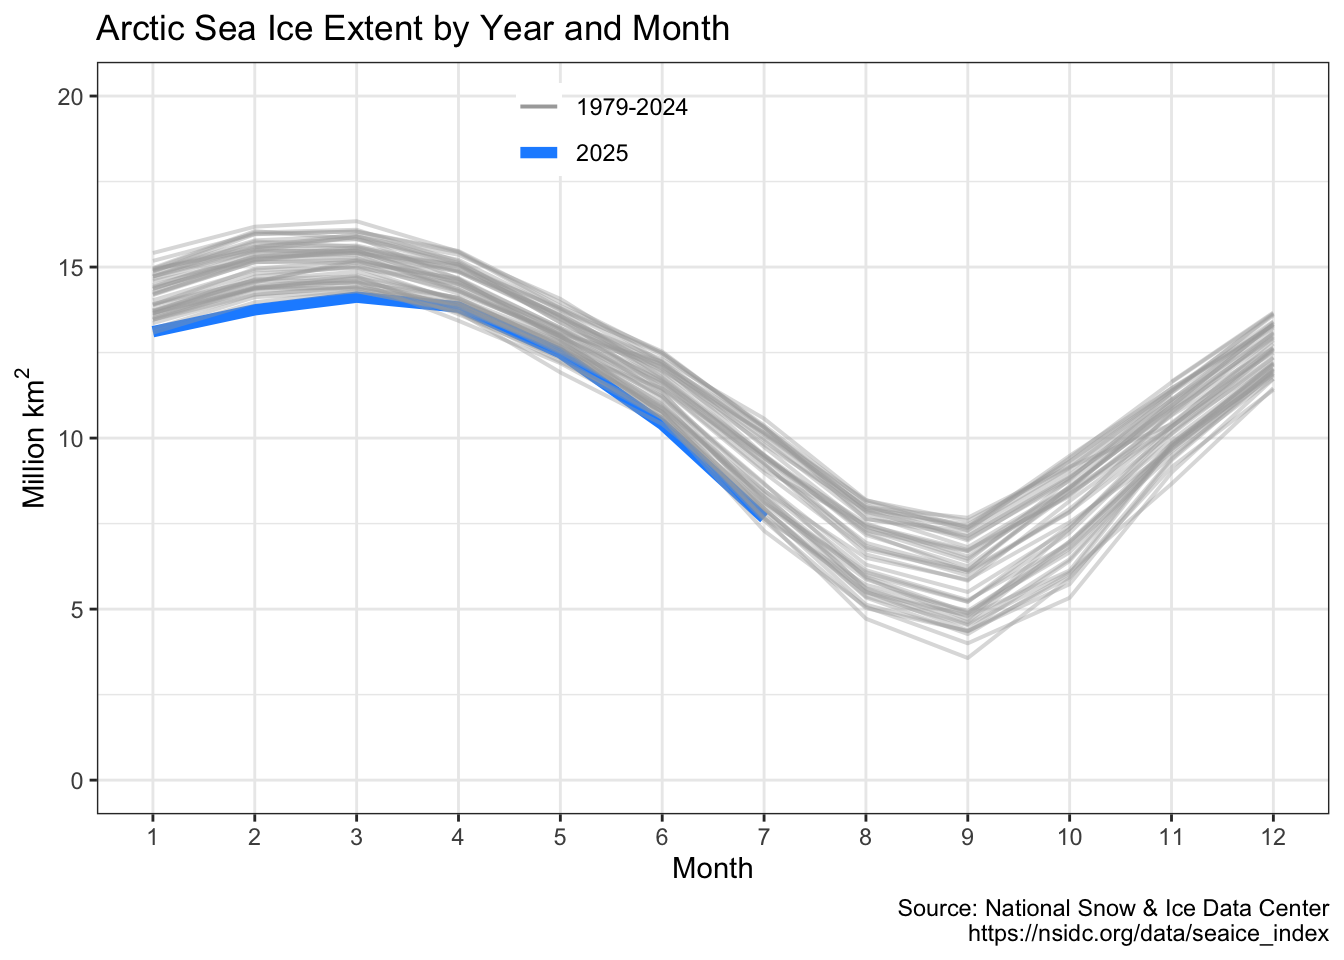 Arctic Sea Ice Extent by Year and Month
1979-2024
2025
20
15
10
5
0
Million km²
1 2 3 4 5 6 7 8 9 10 11 12
Month
Source: National Snow & Ice Data Center
https://nsidc.org/data/seaice_index